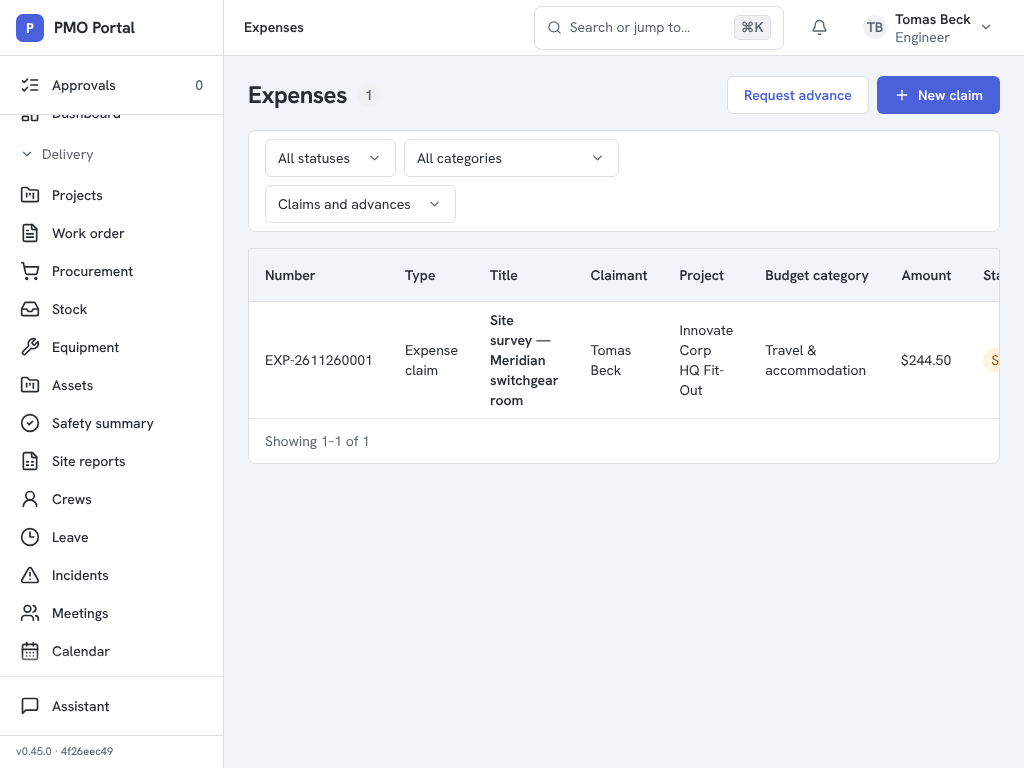 P PMO Portal
Expenses
Search or jump to...
⌘K
TB
Tomas Beck
Engineer
Approvals 0
Dashboard
Delivery
Projects
Work order
Procurement
Stock
Equipment
Assets
Safety summary
Site reports
Crews
Leave
Incidents
Meetings
Calendar
Assistant
v0.45.0 · 4f26eec49
Expenses 1
Request advance
New claim
All statuses
All categories
Claims and advances
Number Type Title Claimant Project Budget category Amount
EXP-2611260001
Expense
claim
Site
survey —
Meridian
switchgear
room
Tomas
Beck
Innovate
Corp
HQ Fit-
Out
Travel &
accommodation
$244.50
Showing 1–1 of 1